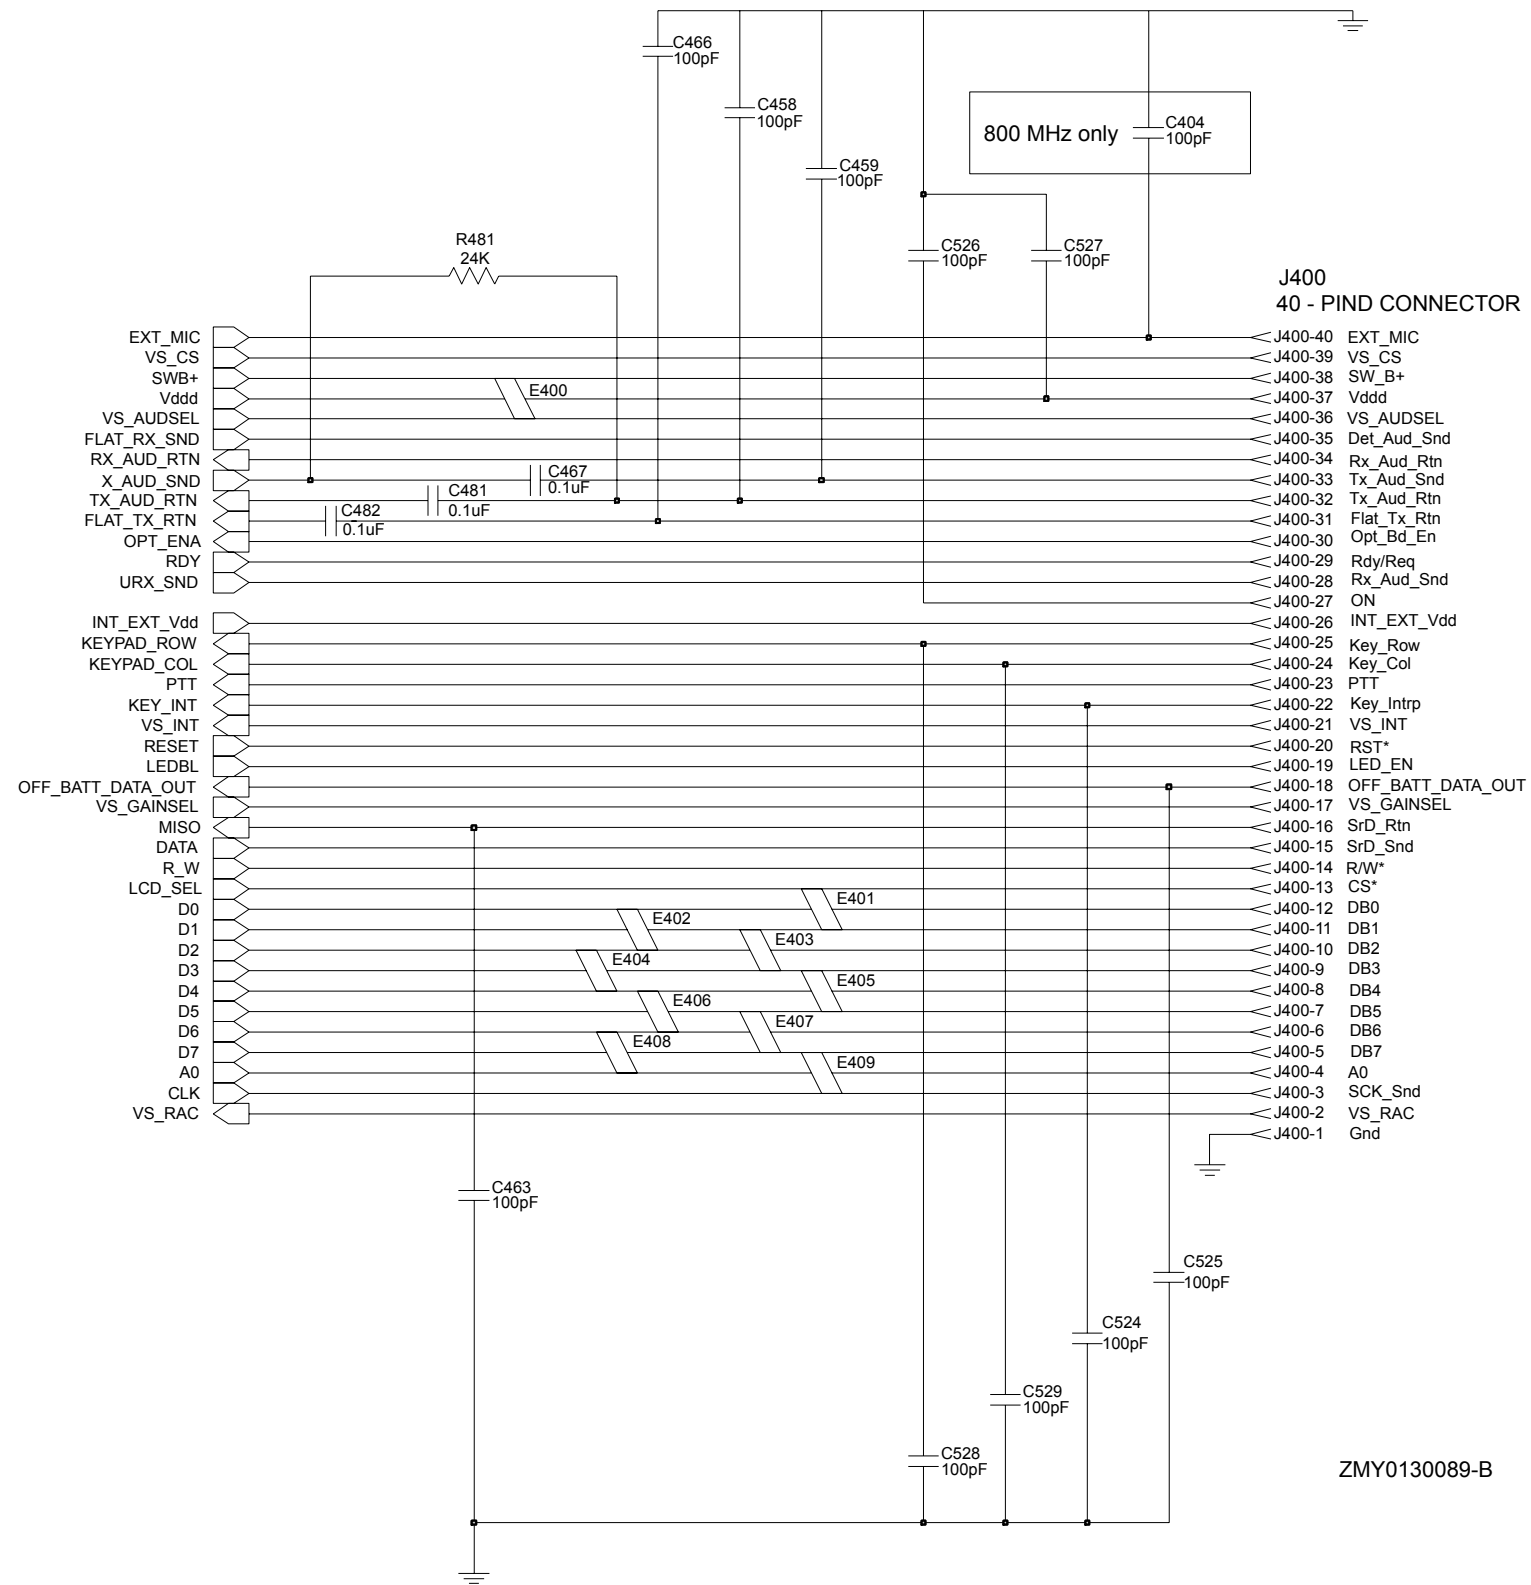 C466
100pF
C458
100pF
C459
100pF
800 MHz only
C404
100pF
C526
100pF
C527
100pF
R481
24K
J400
40 - PIND CONNECTOR
EXT_MIC J400-40 EXT_MIC
VS_CS J400-39 VS_CS
SWB+ J400-38 SW_B+
Vddd E400 J400-37 Vddd
VS_AUDSEL J400-36 VS_AUDSEL
FLAT_RX_SND J400-35 Det_Aud_Snd
RX_AUD_RTN J400-34 Rx_Aud_Rtn
X_AUD_SND C467 0.1uF J400-33 Tx_Aud_Snd
TX_AUD_RTN C481 0.1uF J400-32 Tx_Aud_Rtn
FLAT_TX_RTN C482 0.1uF J400-31 Flat_Tx_Rtn
OPT_ENA J400-30 Opt_Bd_En
RDY J400-29 Rdy/Req
URX_SND J400-28 Rx_Aud_Snd
J400-27 ON
INT_EXT_Vdd J400-26 INT_EXT_Vdd
KEYPAD_ROW J400-25 Key_Row
KEYPAD_COL J400-24 Key_Col
PTT J400-23 PTT
KEY_INT J400-22 Key_Intrp
VS_INT J400-21 VS_INT
RESET J400-20 RST*
LEDBL J400-19 LED_EN
OFF_BATT_DATA_OUT J400-18 OFF_BATT_DATA_OUT
VS_GAINSEL J400-17 VS_GAINSEL
MISO J400-16 SrD_Rtn
DATA J400-15 SrD_Snd
R_W J400-14 R/W*
LCD_SEL J400-13 CS*
D0 E401 J400-12 DB0
D1 E402 J400-11 DB1
D2 E403 J400-10 DB2
D3 E404 J400-9 DB3
D4 E405 J400-8 DB4
D5 E406 J400-7 DB5
D6 E407 J400-6 DB6
D7 E408 J400-5 DB7
A0 E409 J400-4 A0
CLK J400-3 SCK_Snd
VS_RAC J400-2 VS_RAC
J400-1 Gnd
C463
100pF
C525
100pF
C524
100pF
C529
100pF
C528
100pF
ZMY0130089-B